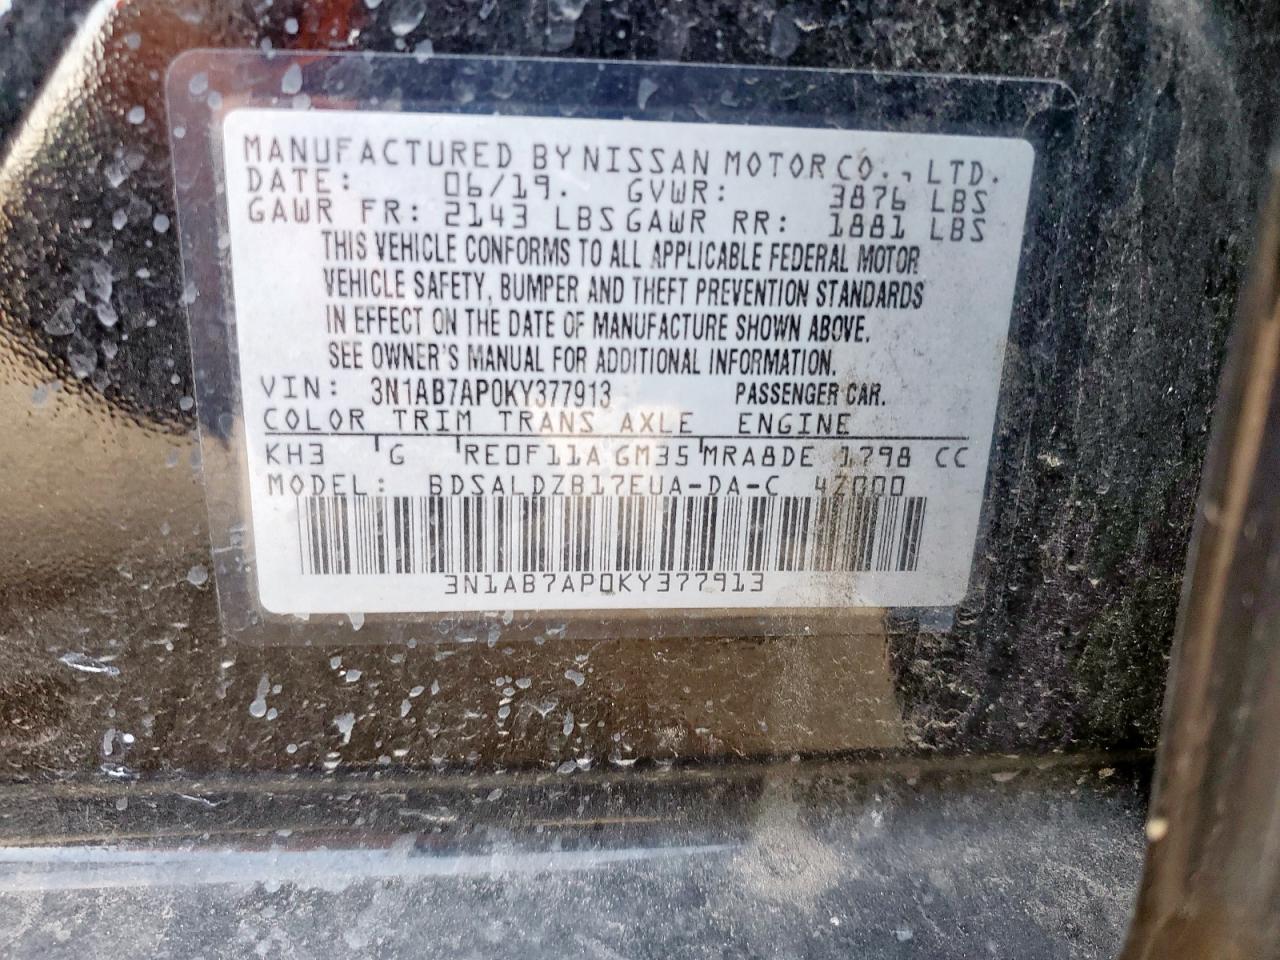 MANUFACTURED BY NISSAN MOTOR CO., LTD.
DATE: 06/19. GVWR: 3876 LBS
GAWR FR: 2143 LBS GAWR RR: 1881 LBS
THIS VEHICLE CONFORMS TO ALL APPLICABLE FEDERAL MOTOR
VEHICLE SAFETY, BUMPER AND THEFT PREVENTION STANDARDS
IN EFFECT ON THE DATE OF MANUFACTURE SHOWN ABOVE.
SEE OWNER'S MANUAL FOR ADDITIONAL INFORMATION.
VIN: 3N1AB7AP0KY377913 PASSENGER CAR.
COLOR TRIM TRANS AXLE ENGINE
KH3 G RE0F11A GM35 MRA8DE 1798 CC
MODEL: BDSALDZB17EUA-DA-C 42000
3N1AB7AP0KY377913